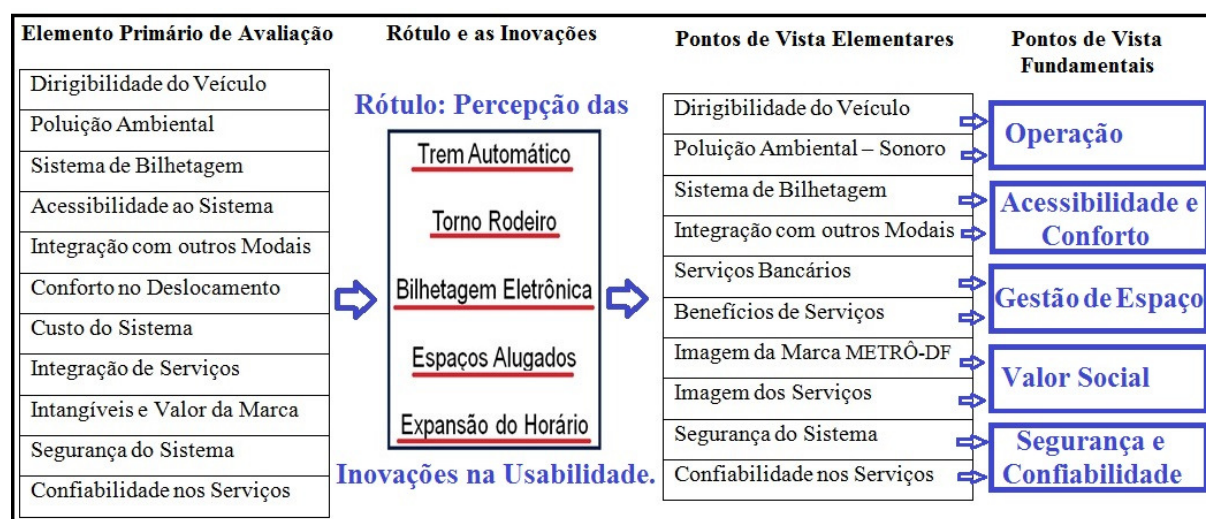 Elemento Primário de Avaliação
Dirigibilidade do Veículo
Poluição Ambiental
Sistema de Bilhetagem
Acessibilidade ao Sistema
Integração com outros Modais
Conforto no Deslocamento
Custo do Sistema
Integração de Serviços
Intangíveis e Valor da Marca
Segurança do Sistema
Confiabilidade nos Serviços
Rótulo e as Inovações
Rótulo: Percepção das
Trem Automático
Torno Rodeiro
Bilhetagem Eletrônica
Espaços Alugados
Expansão do Horário
Inovações na Usabilidade.
Pontos de Vista Elementares
Dirigibilidade do Veículo
Poluição Ambiental – Sonoro
Sistema de Bilhetagem
Integração com outros Modais
Serviços Bancários
Benefícios de Serviços
Imagem da Marca METRÔ-DF
Imagem dos Serviços
Segurança do Sistema
Confiabilidade nos Serviços
Pontos de Vista
Fundamentais
Operação
Acessibilidade e
Conforto
Gestão de Espaço
Valor Social
Segurança e
Confiabilidade